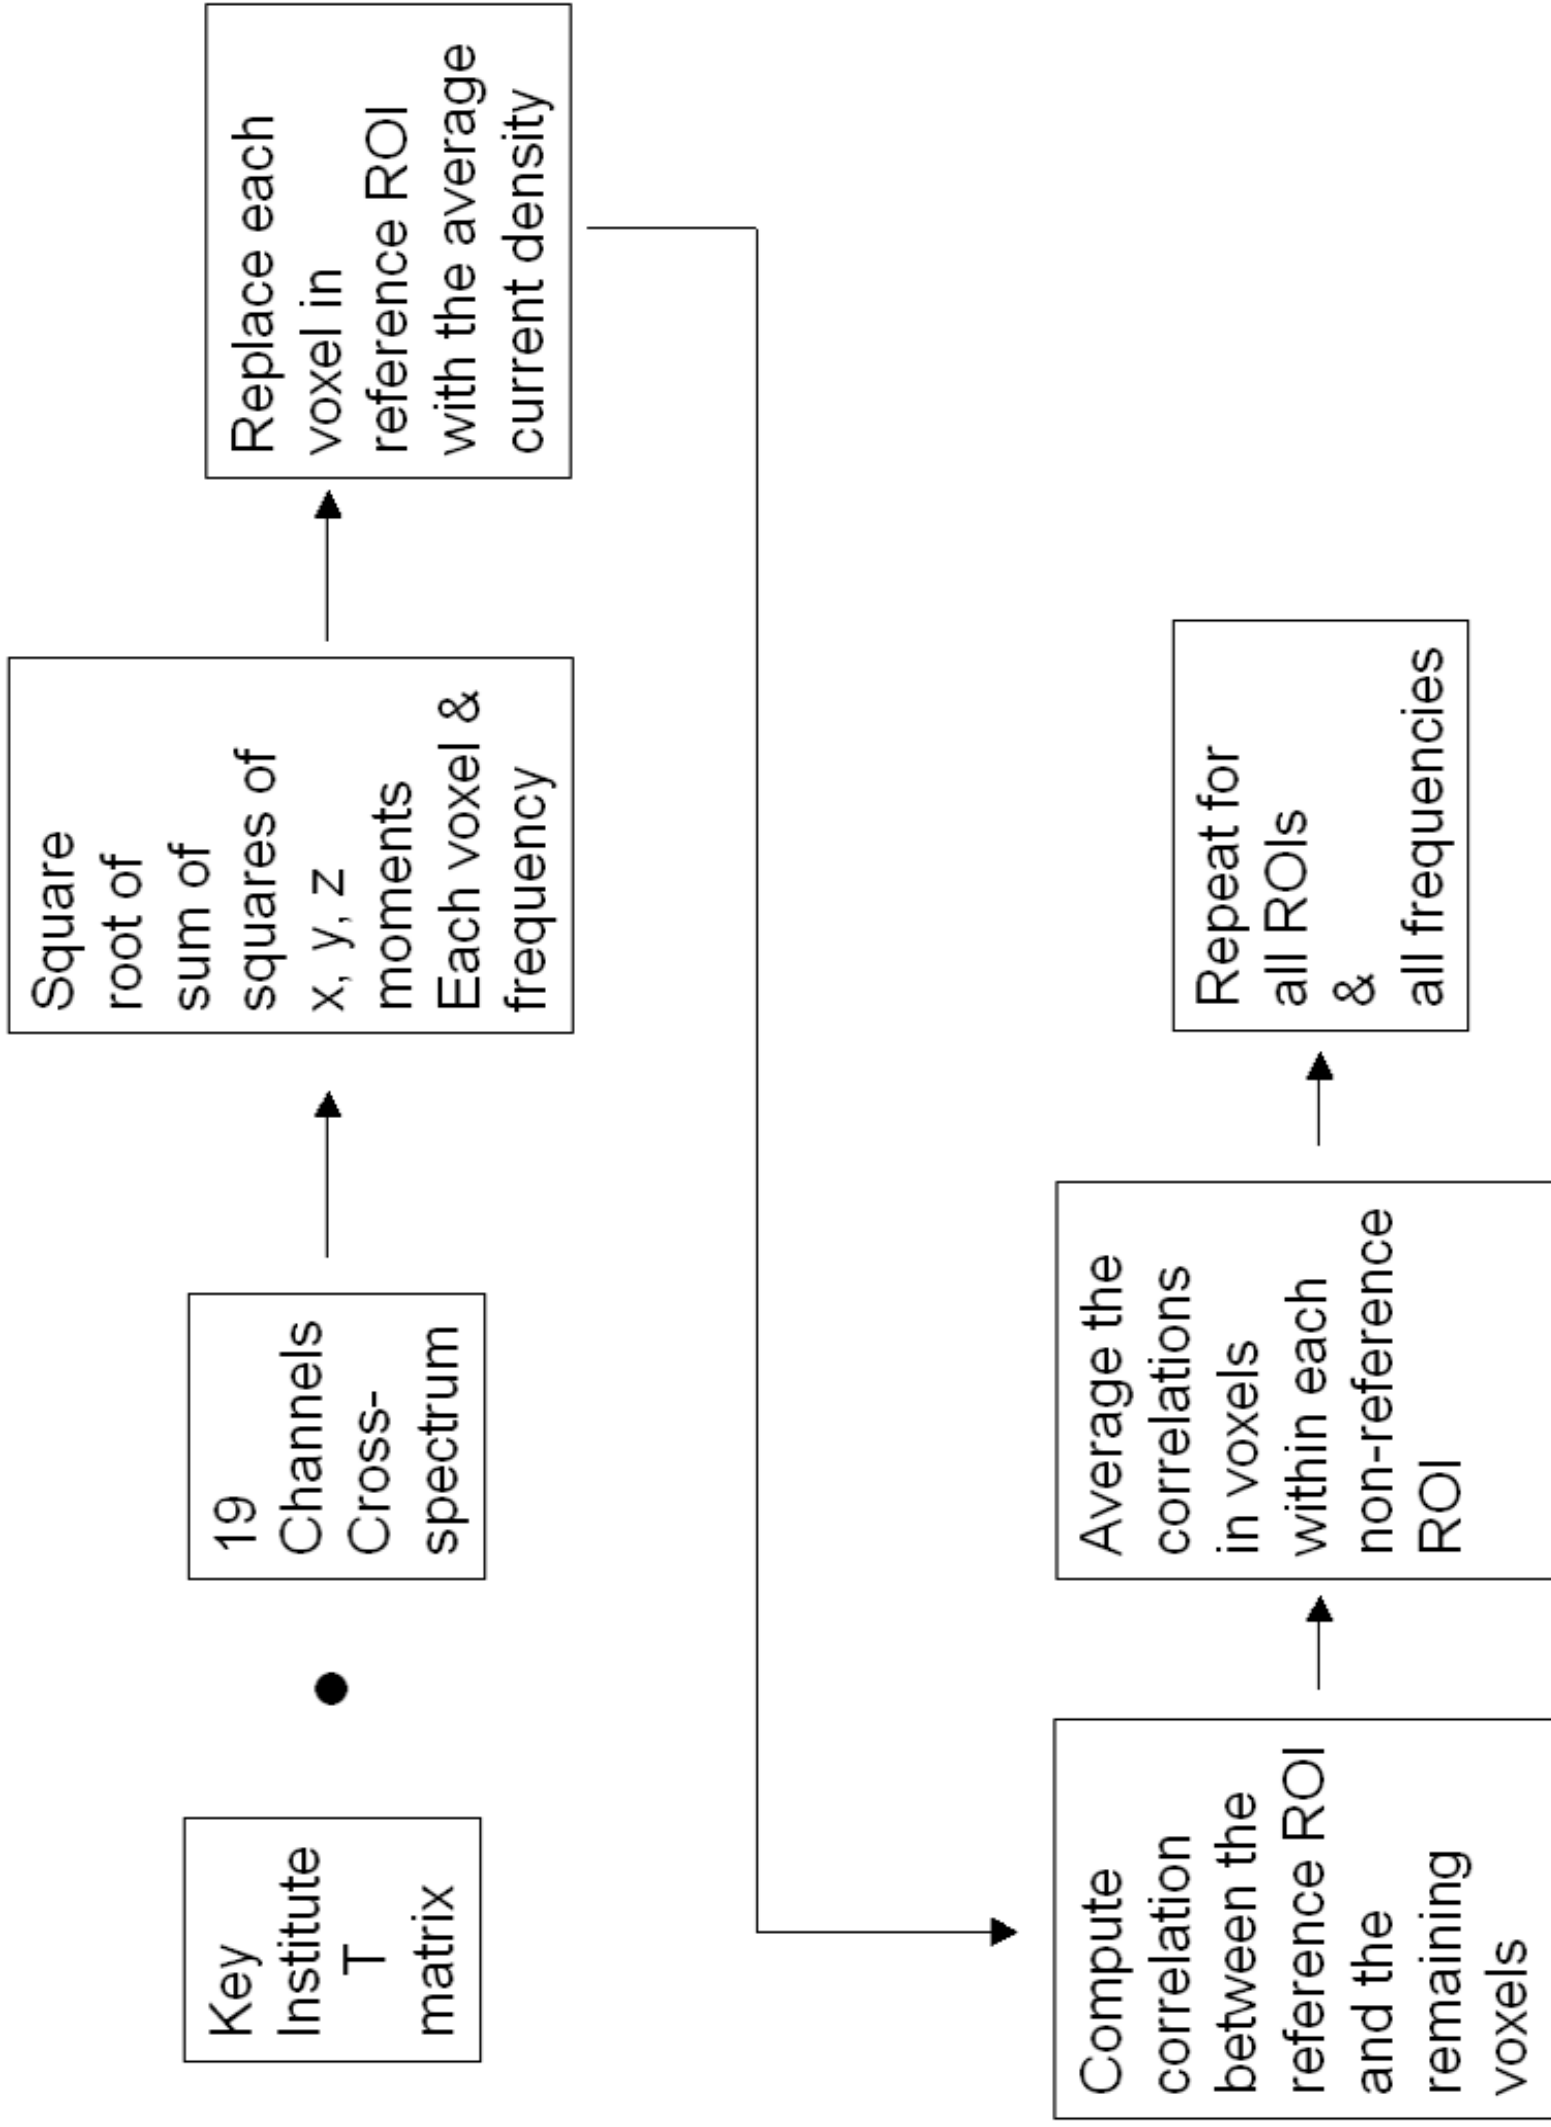 Key
Institute
T
matrix
19
Channels
Cross-
spectrum
Square
root of
sum of
squares of
x, y, z
moments
Each voxel &
frequency
Replace each
voxel in
reference ROI
with the average
current density
Compute
correlation
between the
reference ROI
and the
remaining
voxels
Average the
correlations
in voxels
within each
non-reference
ROI
Repeat for
all ROIs
&
all frequencies